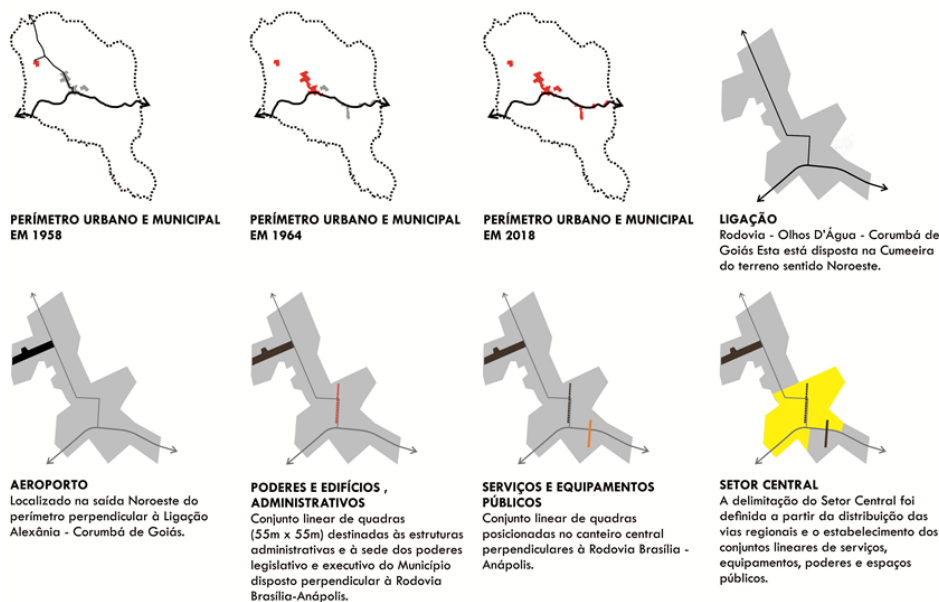 PERÍMETRO URBANO E MUNICIPAL
EM 1958
PERÍMETRO URBANO E MUNICIPAL
EM 1964
PERÍMETRO URBANO E MUNICIPAL
EM 2018
LIGAÇÃO
Rodovia - Olhos D'Água - Corumbá de
Goiás Esta está disposta na Cumeeira
do terreno sentido Noroeste.
AEROPORTO
Localizado na saída Noroeste do
perímetro perpendicular à Ligação
Alexânia - Corumbá de Goiás.
PODERES E EDIFÍCIOS ,
ADMINISTRATIVOS
Conjunto linear de quadras
(55m x 55m) destinadas às estruturas
administrativas e à sede dos poderes
legislativo e executivo do Município
disposto perpendicular à Rodovia
Brasília-Anápolis.
SERVIÇOS E EQUIPAMENTOS
PÚBLICOS
Conjunto linear de quadras
posicionadas no canteiro central
perpendiculares à Rodovia Brasília -
Anápolis.
SETOR CENTRAL
A delimitação do Setor Central foi
definida a partir da distribuição das
vias regionais e o estabelecimento dos
conjuntos lineares de serviços,
equipamentos, poderes e espaços
públicos.